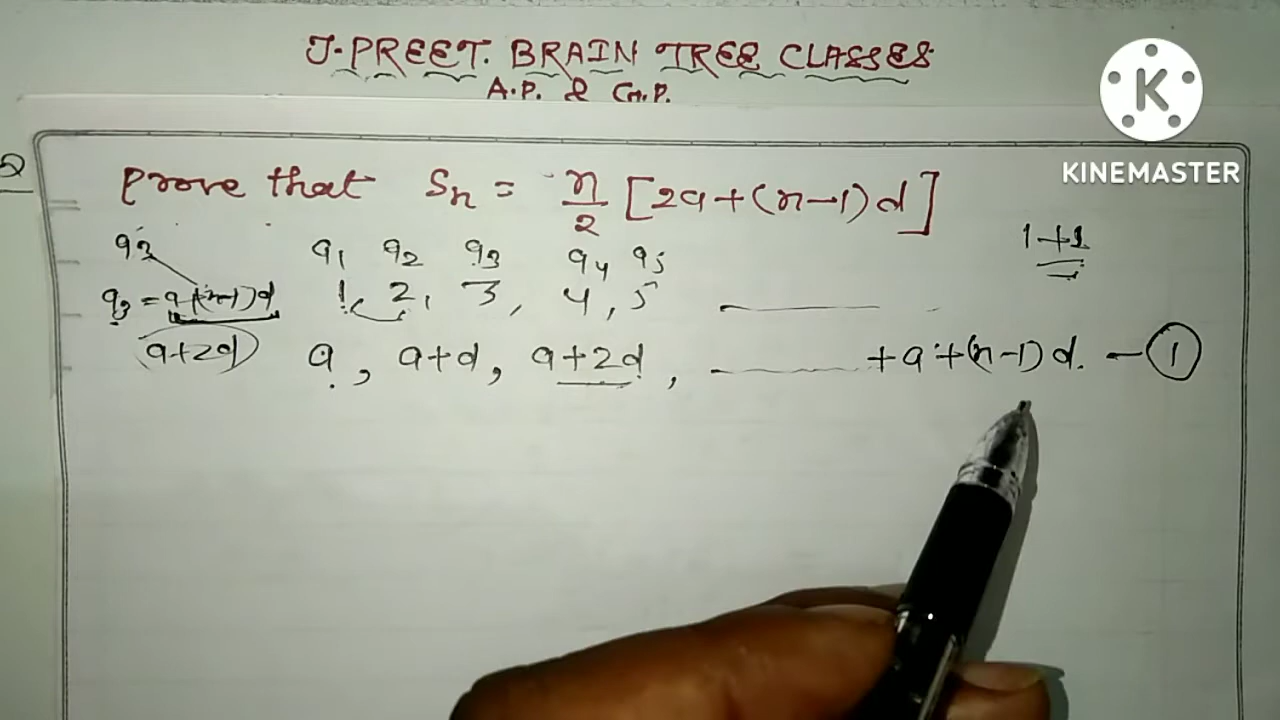 J.PREET. BRAIN TREE CLASSES
A.P. & G.P.
K
KINEMASTER
Q
Prove that Sn = n/2 [2a+(n-1)d]
1+1
a3 a1 a2 a3 a4 a5
a3 = a+(n-1)d 1, 2, 3, 4, 5
a+2d a, a+d, a+2d, +a+(n-1)d. - 1